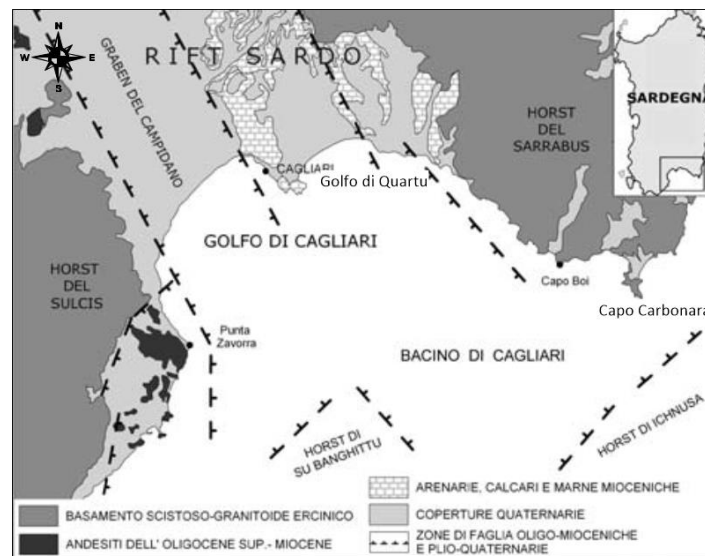 N
W E
S
RIFT SARDO
GRABEN DEL CAMPIDANO
HORST
DEL
SARRABUS
SARDEGNA
CAGLIARI
Golfo di Quartu
GOLFO DI CAGLIARI
HORST
DEL
SULCIS
Capo Boi
Capo Carbonara
Punta
Zavorra
BACINO DI CAGLIARI
HORST DI
SU BANGHITTU
HORST DI ICHNUSA
BASAMENTO SCISTOSO-GRANITOIDE ERCINICO
ANDESITI DELL' OLIGOCENE SUP.- MIOCENE
ARENARIE, CALCARI E MARNE MIOCENICHE
COPERTURE QUATERNARIE
ZONE DI FAGLIA OLIGO-MIOCENICHE
E PLIO-QUATERNARIE